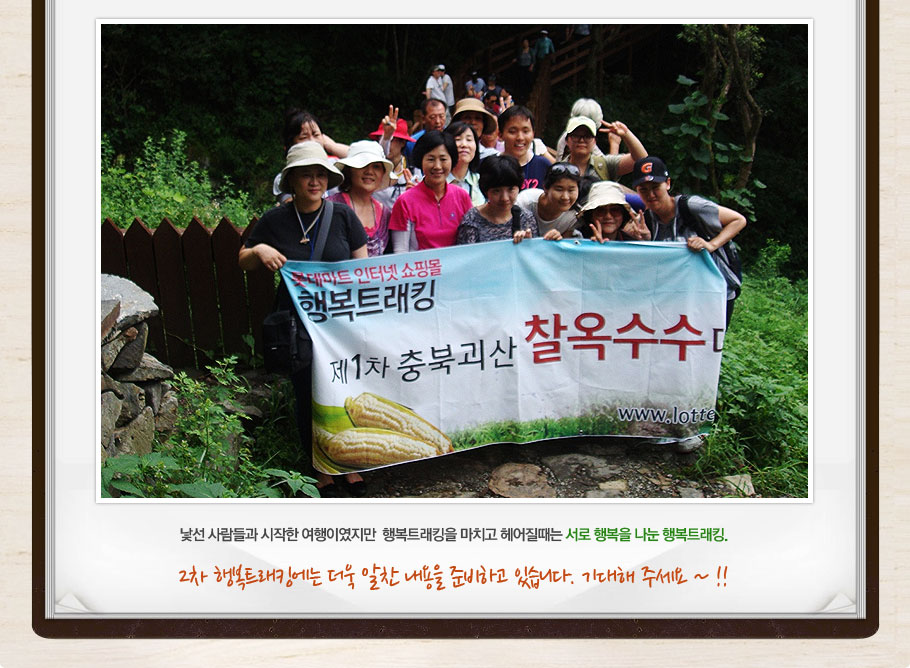 롯데마트 인터넷 쇼핑몰
행복트래킹
제1차 충북괴산 찰옥수수
www.lotte
낯선 사람들과 시작한 여행이였지만 행복트래킹을 마치고 헤어질때는 서로 행복을 나눈 행복트래킹.
2차 행복트래킹에는 더욱 알찬 내용을 준비하고 있습니다. 기대해 주세요 ~ !!